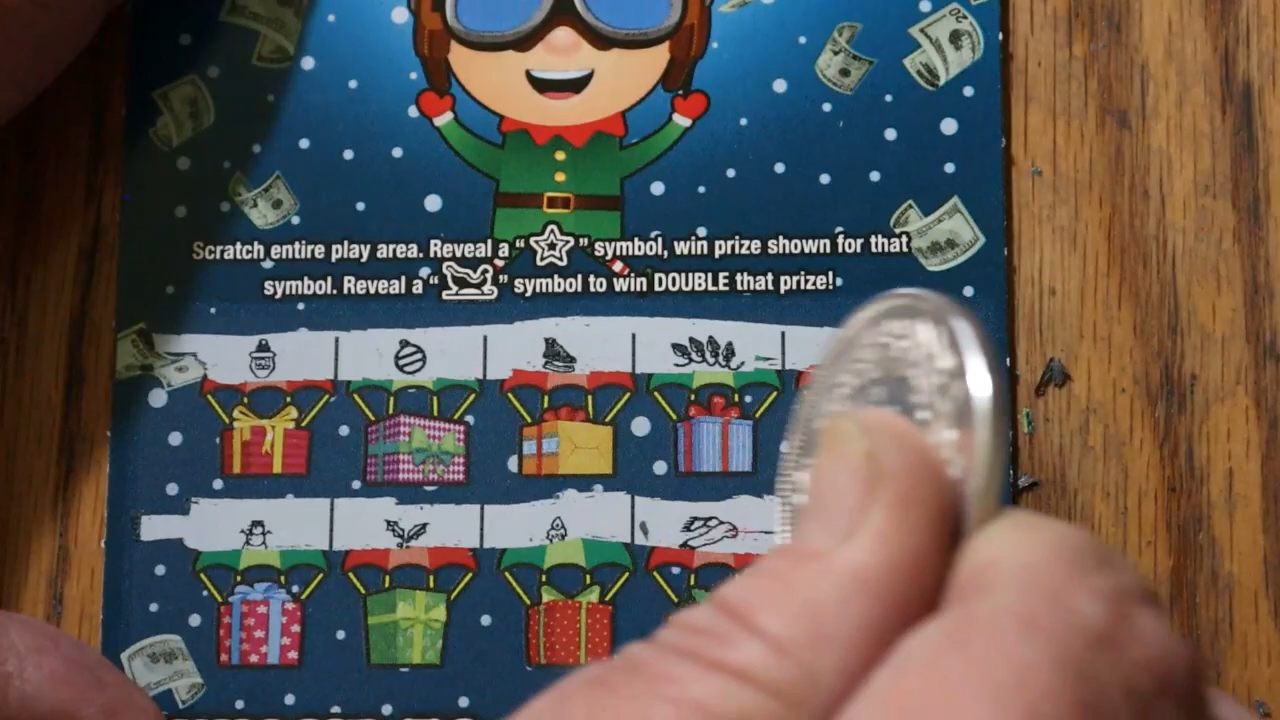 20
Scratch entire play area. Reveal a “ ” symbol, win prize shown for that
symbol. Reveal a “ ” symbol to win DOUBLE that prize!